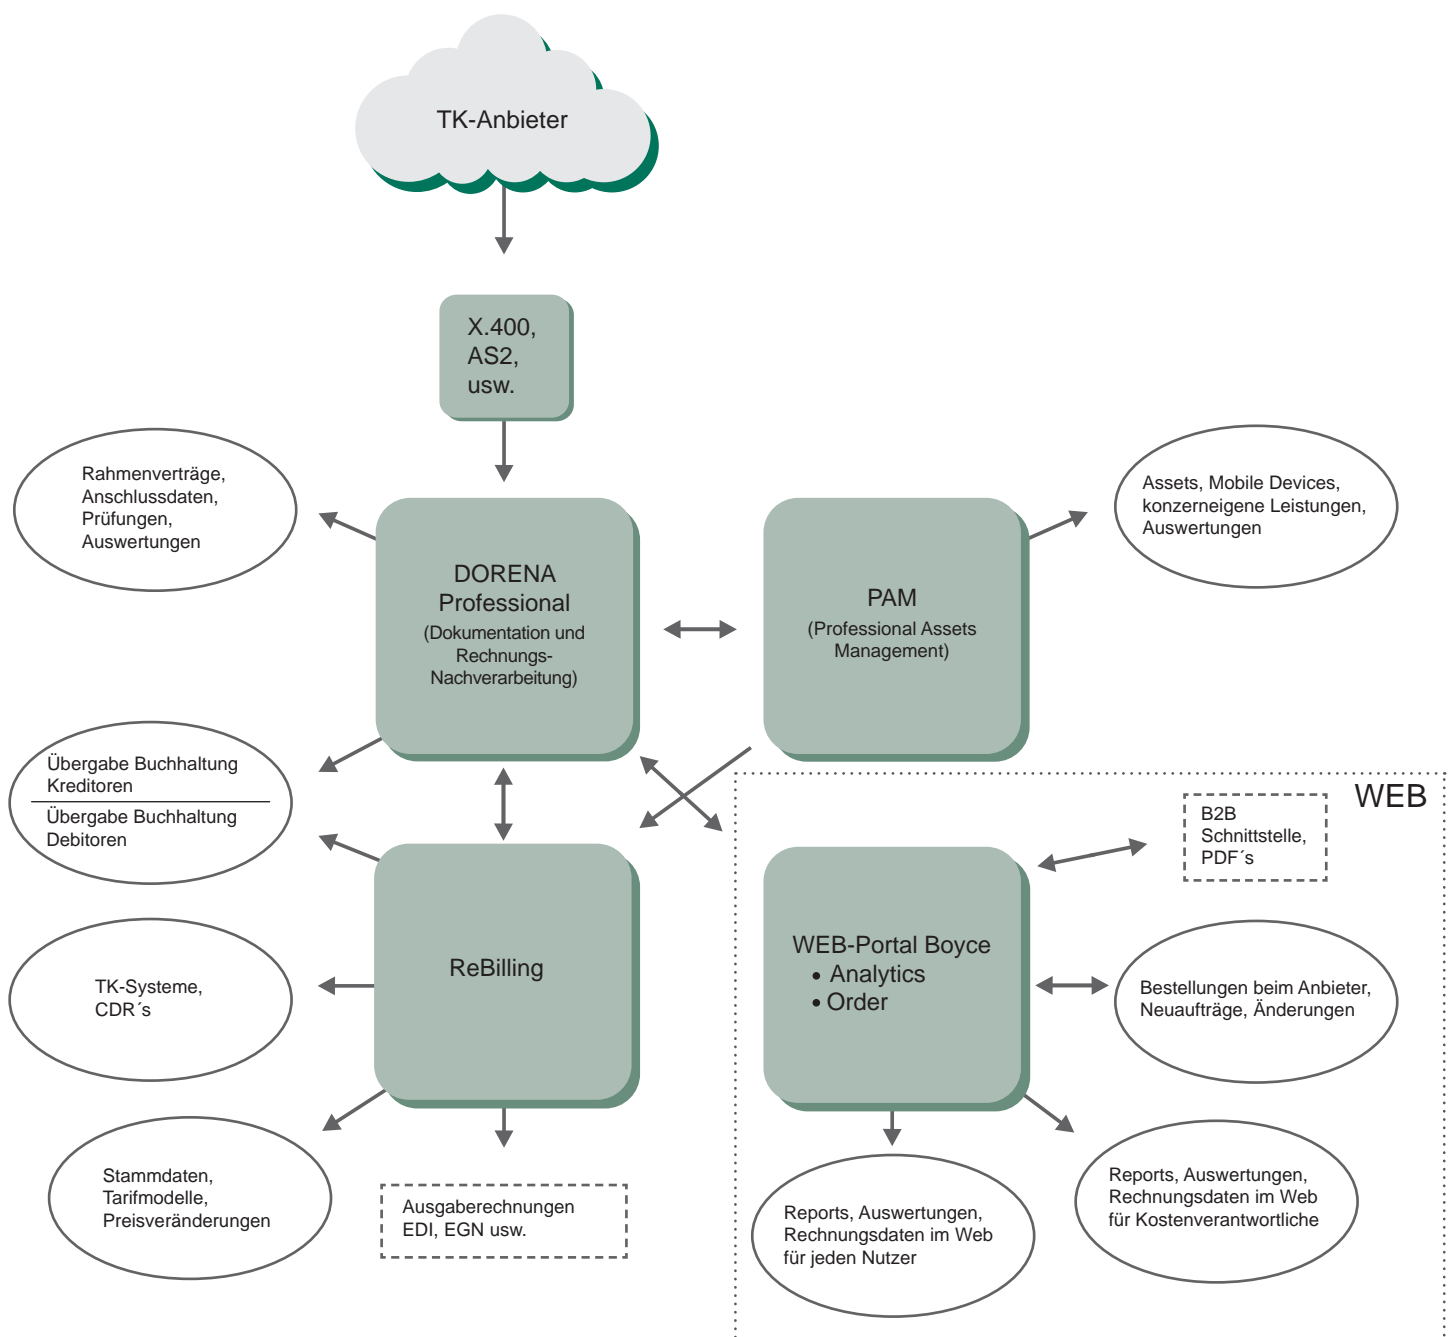 TK-Anbieter
X.400,
AS2,
usw.
Rahmenverträge,
Anschlussdaten,
Prüfungen,
Auswertungen
DORENA
Professional
(Dokumentation und
Rechnungs-
Nachverarbeitung)
PAM
(Professional Assets
Management)
Assets, Mobile Devices,
konzerneigene Leistungen,
Auswertungen
Übergabe Buchhaltung
Kreditoren
Übergabe Buchhaltung
Debitoren
WEB
B2B
Schnittstelle,
PDF´s
ReBilling
WEB-Portal Boyce
• Analytics
• Order
TK-Systeme,
CDR´s
Bestellungen beim Anbieter,
Neuaufträge, Änderungen
Stammdaten,
Tarifmodelle,
Preisveränderungen
Ausgaberechnungen
EDI, EGN usw.
Reports, Auswertungen,
Rechnungsdaten im Web
für jeden Nutzer
Reports, Auswertungen,
Rechnungsdaten im Web
für Kostenverantwortliche